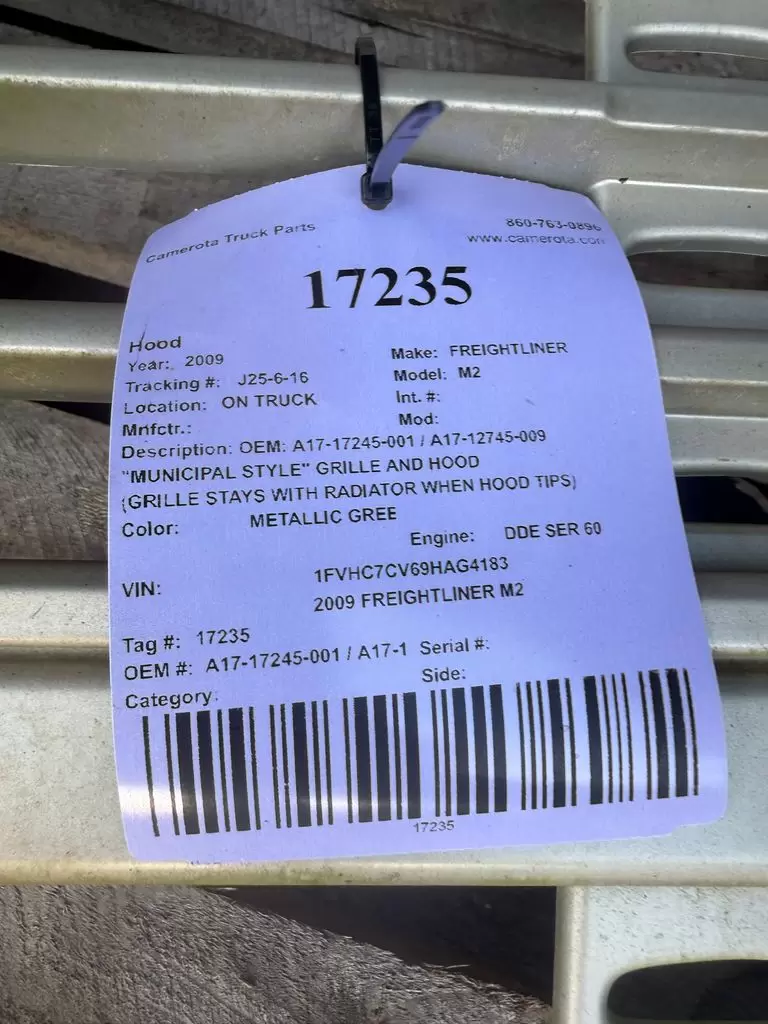 Camerota Truck Parts 860-763-0896
www.camerota.com
17235
Hood
Year: 2009 Make: FREIGHTLINER
Tracking #: J25-6-16 Model: M2
Location: ON TRUCK Int. #:
Mnfctr.: Mod:
Description: OEM: A17-17245-001 / A17-12745-009
"MUNICIPAL STYLE" GRILLE AND HOOD
(GRILLE STAYS WITH RADIATOR WHEN HOOD TIPS)
Color: METALLIC GREE
Engine: DDE SER 60
VIN: 1FVHC7CV69HAG4183
2009 FREIGHTLINER M2
Tag #: 17235
OEM #: A17-17245-001 / A17-1 Serial #:
Category: Side:
17235